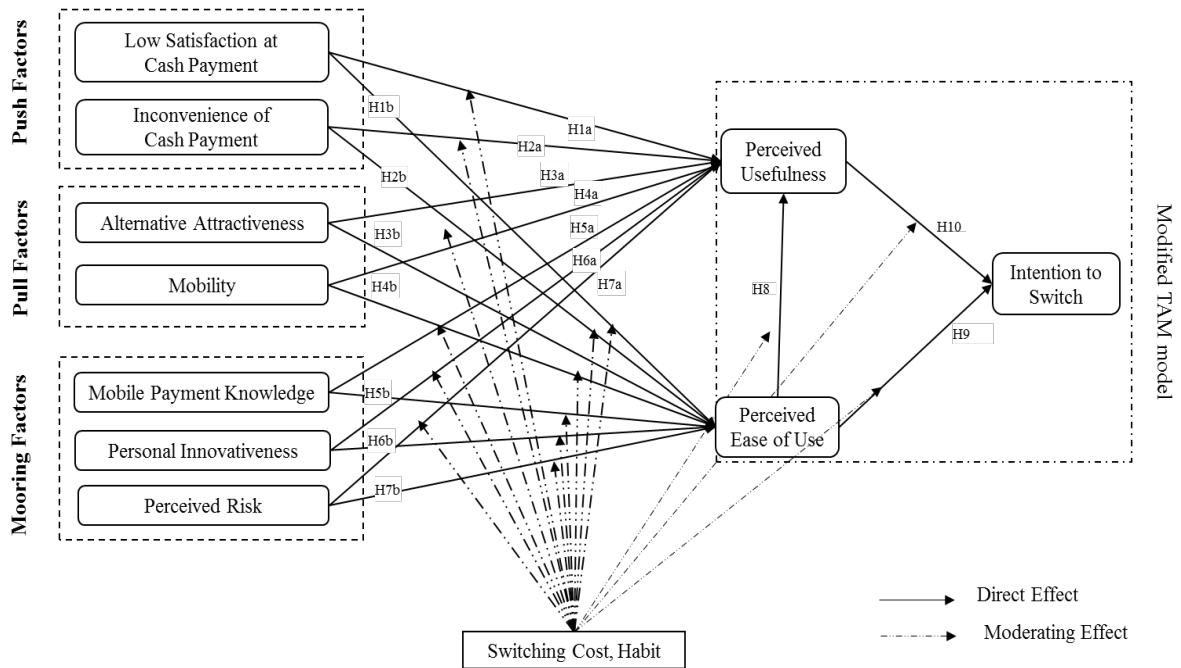 Push Factors
Low Satisfaction at
Cash Payment
Inconvenience of
Cash Payment
Pull Factors
Alternative Attractiveness
Mobility
Mooring Factors
Mobile Payment Knowledge
Personal Innovativeness
Perceived Risk
H1b
H1a
H2a
H2b
H3a
H4a
H3b
H5a
H6a
H4b
H7a
H5b
H6b
H7b
Perceived
Usefulness
H8
Perceived
Ease of Use
H10
H9
Intention to
Switch
Modified TAM model
Switching Cost, Habit
Direct Effect
Moderating Effect